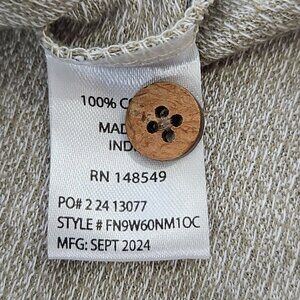 100%
MAD
IND
RN 148549
PO# 2 24 13077
STYLE # FN9W60NM1OC
MFG: SEPT 2024